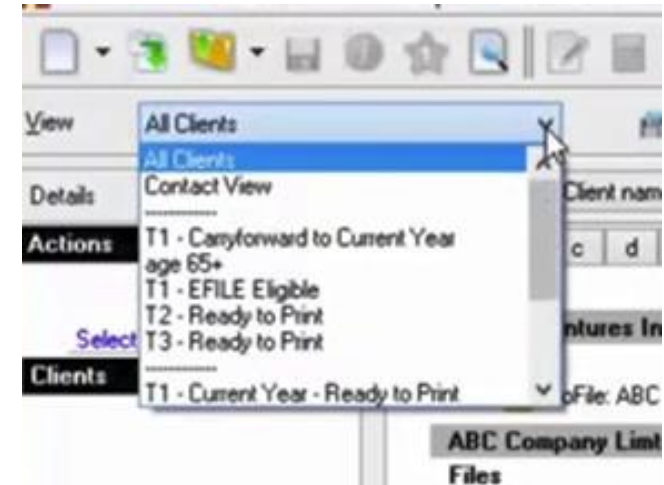 View
All Clients
All Clients
Contact View
------------
T1 - Carryforward to Current Year
age 65+
T1 - EFILE Eligible
T2 - Ready to Print
T3 - Ready to Print
------------
T1 - Current Year - Ready to Print
Details
Client nam
Actions
c d
Select
ntures In
Clients
oFile: ABC
ABC Company Limt
Files